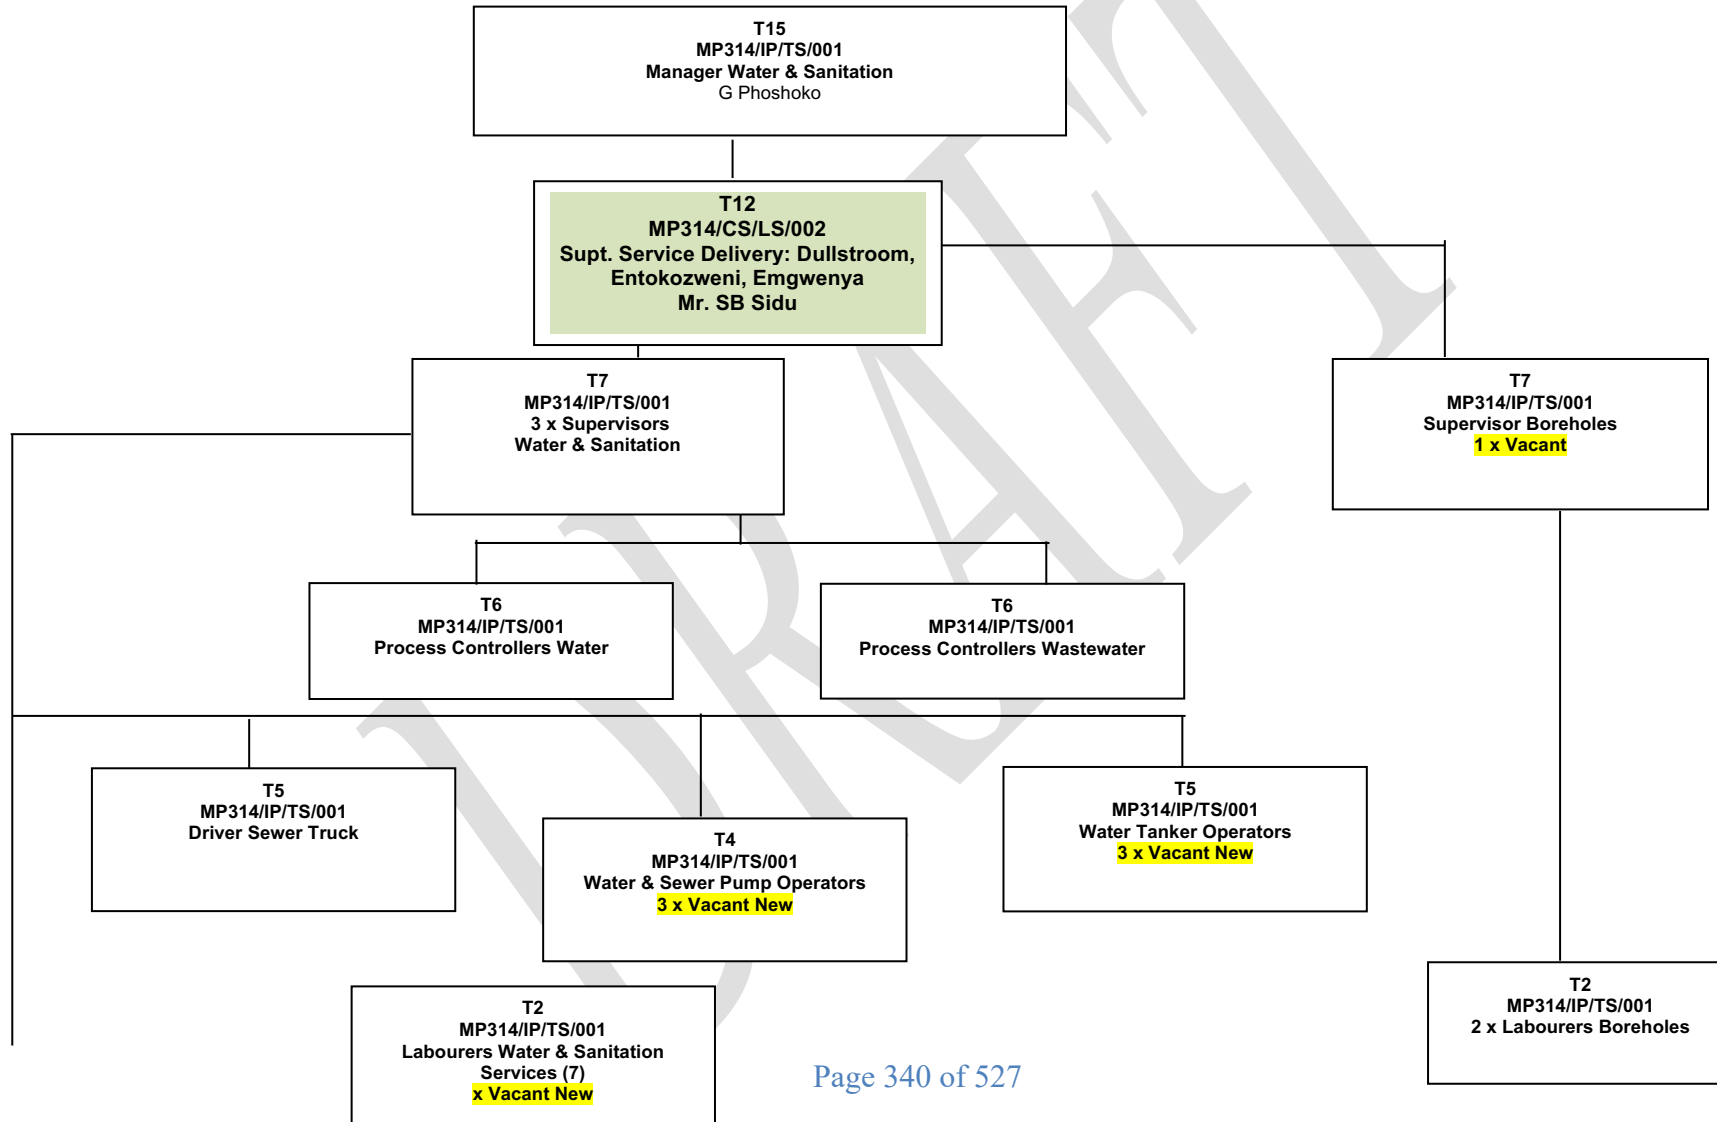 T15
MP314/IP/TS/001
Manager Water & Sanitation
G Phoshoko
T12
MP314/CS/LS/002
Supt. Service Delivery: Dullstroom,
Entokozweni, Emgwenya
Mr. SB Sidu
T7
MP314/IP/TS/001
3 x Supervisors
Water & Sanitation
T7
MP314/IP/TS/001
Supervisor Boreholes
1 x Vacant
T6
MP314/IP/TS/001
Process Controllers Water
T6
MP314/IP/TS/001
Process Controllers Wastewater
T5
MP314/IP/TS/001
Driver Sewer Truck
T4
MP314/IP/TS/001
Water & Sewer Pump Operators
3 x Vacant New
T5
MP314/IP/TS/001
Water Tanker Operators
3 x Vacant New
T2
MP314/IP/TS/001
Labourers Water & Sanitation
Services (7)
x Vacant New
T2
MP314/IP/TS/001
2 x Labourers Boreholes
Page 340 of 527
DRAFT